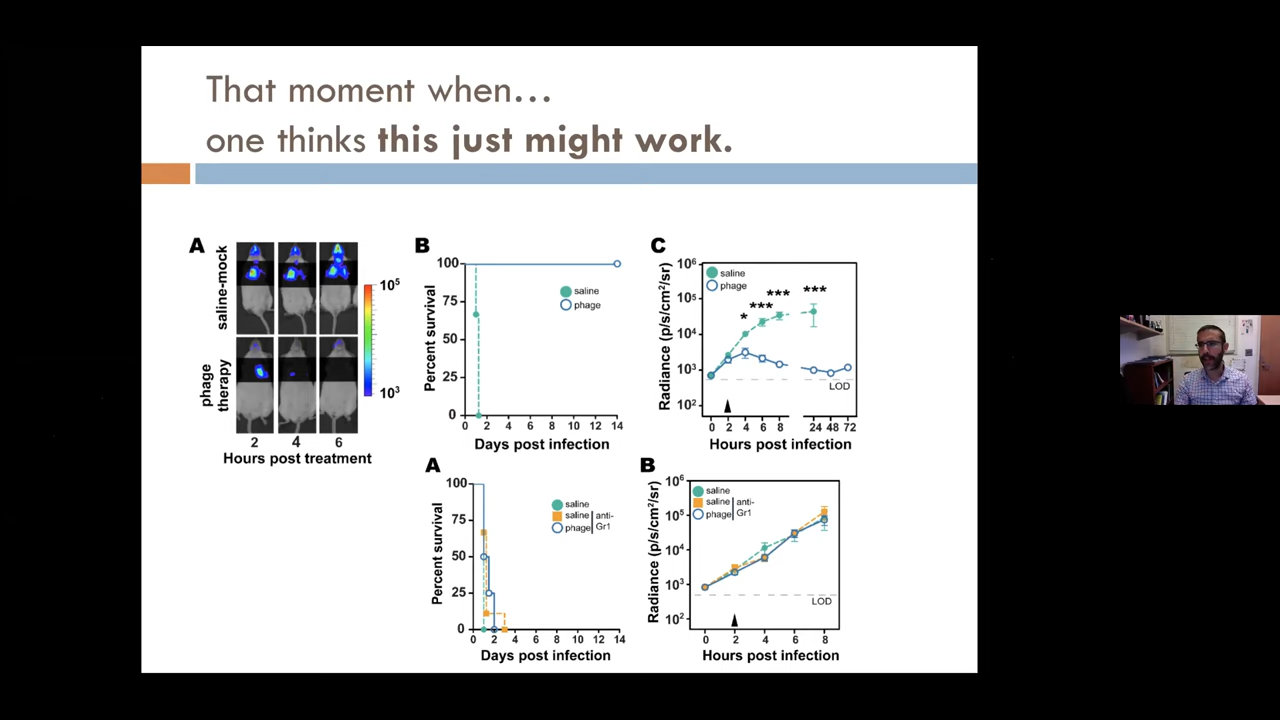 That moment when…
one thinks this just might work.
A
saline-mock
phage
therapy
10⁵
10³
2 4 6
Hours post treatment
B
Percent survival
100
75
50
25
0
saline
phage
0 2 4 6 8 10 12 14
Days post infection
C
Radiance (p/s/cm²/sr)
10⁶
10⁵
10⁴
10³
10²
saline
phage
* *** *** ***
LOD
0 2 4 6 8 24 48 72
Hours post infection
A
Percent survival
100
75
50
25
0
saline
saline anti-
phage Gr1
0 2 4 6 8 10 12 14
Days post infection
B
Radiance (p/s/cm²/sr)
10⁶
10⁵
10⁴
10³
10²
saline
saline anti-
phage Gr1
LOD
0 2 4 6 8
Hours post infection